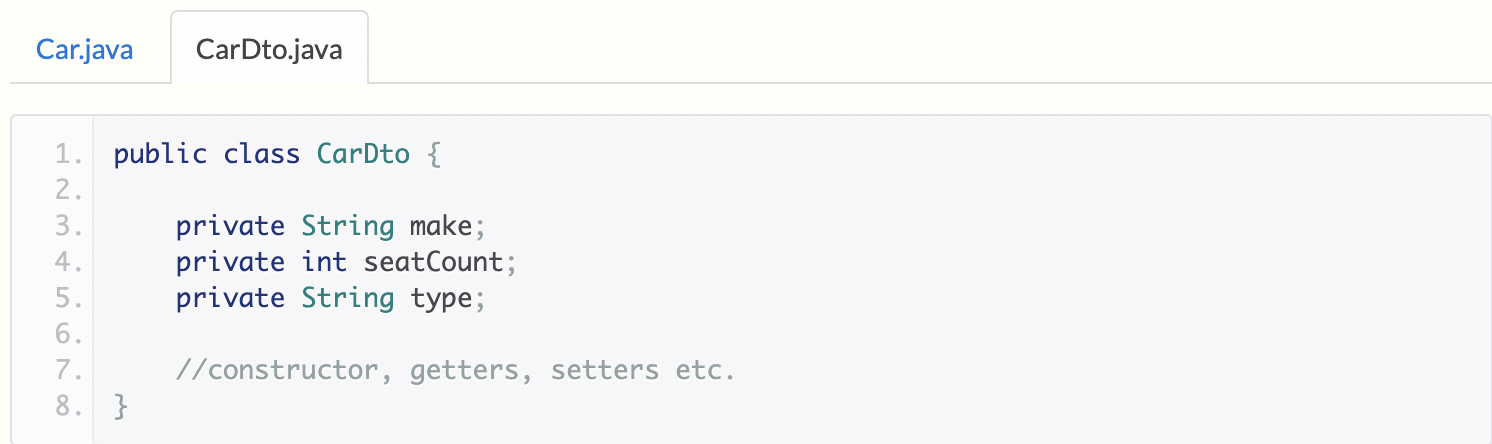 Car.java
CarDto.java
1. public class CarDto {
2.
3.     private String make;
4.     private int seatCount;
5.     private String type;
6.
7.     //constructor, getters, setters etc.
8. }